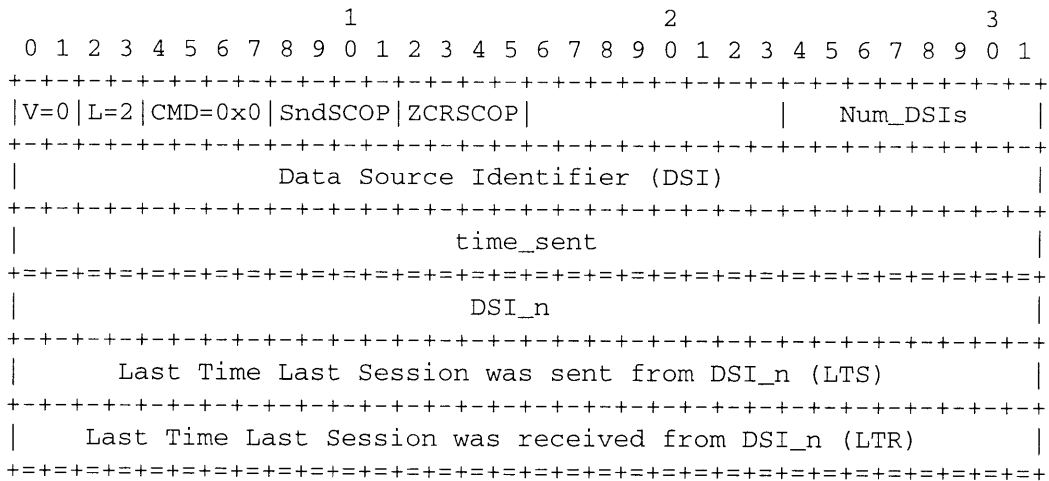 1                   2                   3
 0 1 2 3 4 5 6 7 8 9 0 1 2 3 4 5 6 7 8 9 0 1 2 3 4 5 6 7 8 9 0 1
+-+-+-+-+-+-+-+-+-+-+-+-+-+-+-+-+-+-+-+-+-+-+-+-+-+-+-+-+-+-+-+-+
|V=0|L=2|CMD=0x0|SndSCOP|ZCRSCOP|               |   Num_DSIs    |
+-+-+-+-+-+-+-+-+-+-+-+-+-+-+-+-+-+-+-+-+-+-+-+-+-+-+-+-+-+-+-+-+
|                Data Source Identifier (DSI)                   |
+-+-+-+-+-+-+-+-+-+-+-+-+-+-+-+-+-+-+-+-+-+-+-+-+-+-+-+-+-+-+-+-+
|                           time_sent                           |
+=+=+=+=+=+=+=+=+=+=+=+=+=+=+=+=+=+=+=+=+=+=+=+=+=+=+=+=+=+=+=+=+
|                            DSI_n                              |
+-+-+-+-+-+-+-+-+-+-+-+-+-+-+-+-+-+-+-+-+-+-+-+-+-+-+-+-+-+-+-+-+
|      Last Time Last Session was sent from DSI_n (LTS)         |
+-+-+-+-+-+-+-+-+-+-+-+-+-+-+-+-+-+-+-+-+-+-+-+-+-+-+-+-+-+-+-+-+
|    Last Time Last Session was received from DSI_n (LTR)       |
+=+=+=+=+=+=+=+=+=+=+=+=+=+=+=+=+=+=+=+=+=+=+=+=+=+=+=+=+=+=+=+=+